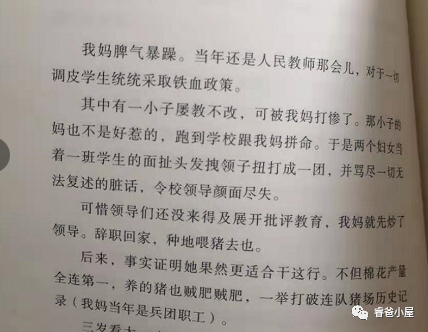 我妈脾气暴躁。当年还是人民教师那会儿，对于一切
调皮学生统统采取铁血政策。
其中有一小子屡教不改，可被我妈打惨了。那小子的
妈也不是好惹的，跑到学校跟我妈拼命。于是两个妇女当
着一班学生的面扯头发拽领子扭打成一团，并骂尽一切无
法复述的脏话，令校领导颜面尽失。
可惜领导们还没来得及展开批评教育，我妈就先炒了
领导。辞职回家，种地喂猪去也。
后来，事实证明她果然更适合干这行。不但棉花产量
全连第一，养的猪也贼肥贼肥，一举打破连队猪场历史记
录（我妈当年是兵团职工）。
三岁看大
睿爸小屋